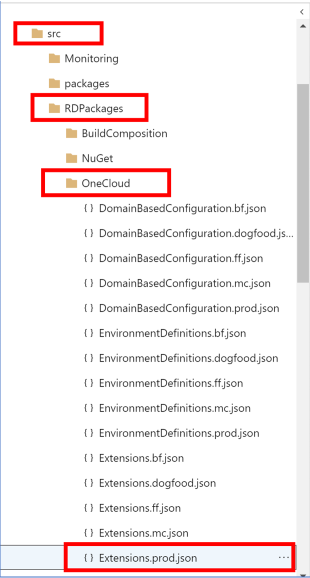 src
Monitoring
packages
RDPackages
BuildComposition
NuGet
OneCloud
{ } DomainBasedConfiguration.bf.json
{ } DomainBasedConfiguration.dogfood.js...
{ } DomainBasedConfiguration.ff.json
{ } DomainBasedConfiguration.mc.json
{ } DomainBasedConfiguration.prod.json
{ } EnvironmentDefinitions.bf.json
{ } EnvironmentDefinitions.dogfood.json
{ } EnvironmentDefinitions.ff.json
{ } EnvironmentDefinitions.mc.json
{ } EnvironmentDefinitions.prod.json
{ } Extensions.bf.json
{ } Extensions.dogfood.json
{ } Extensions.ff.json
{ } Extensions.mc.json
{ } Extensions.prod.json ...